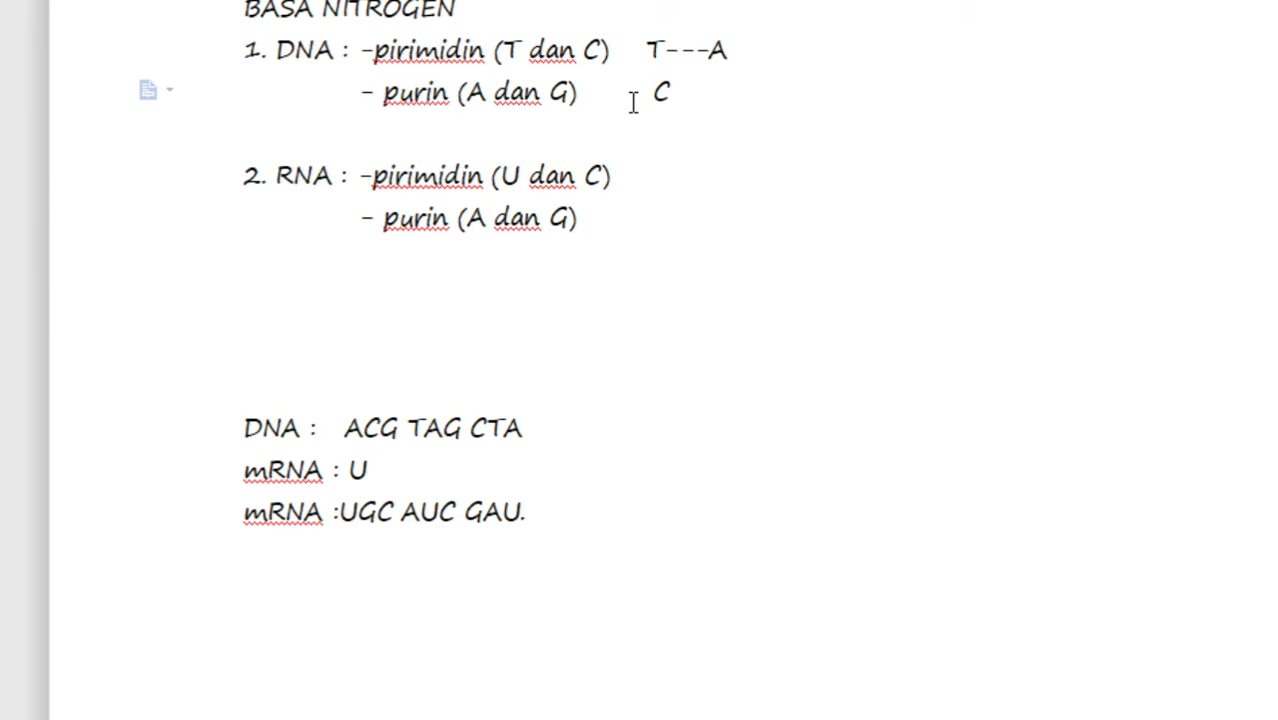 BASA NITROGEN
1. DNA : -pirimidin (T dan C) T---A
- purin (A dan G) C
2. RNA : -pirimidin (U dan C)
- purin (A dan G)
DNA : ACG TAG CTA
mRNA : U
mRNA :UGC AUC GAU.